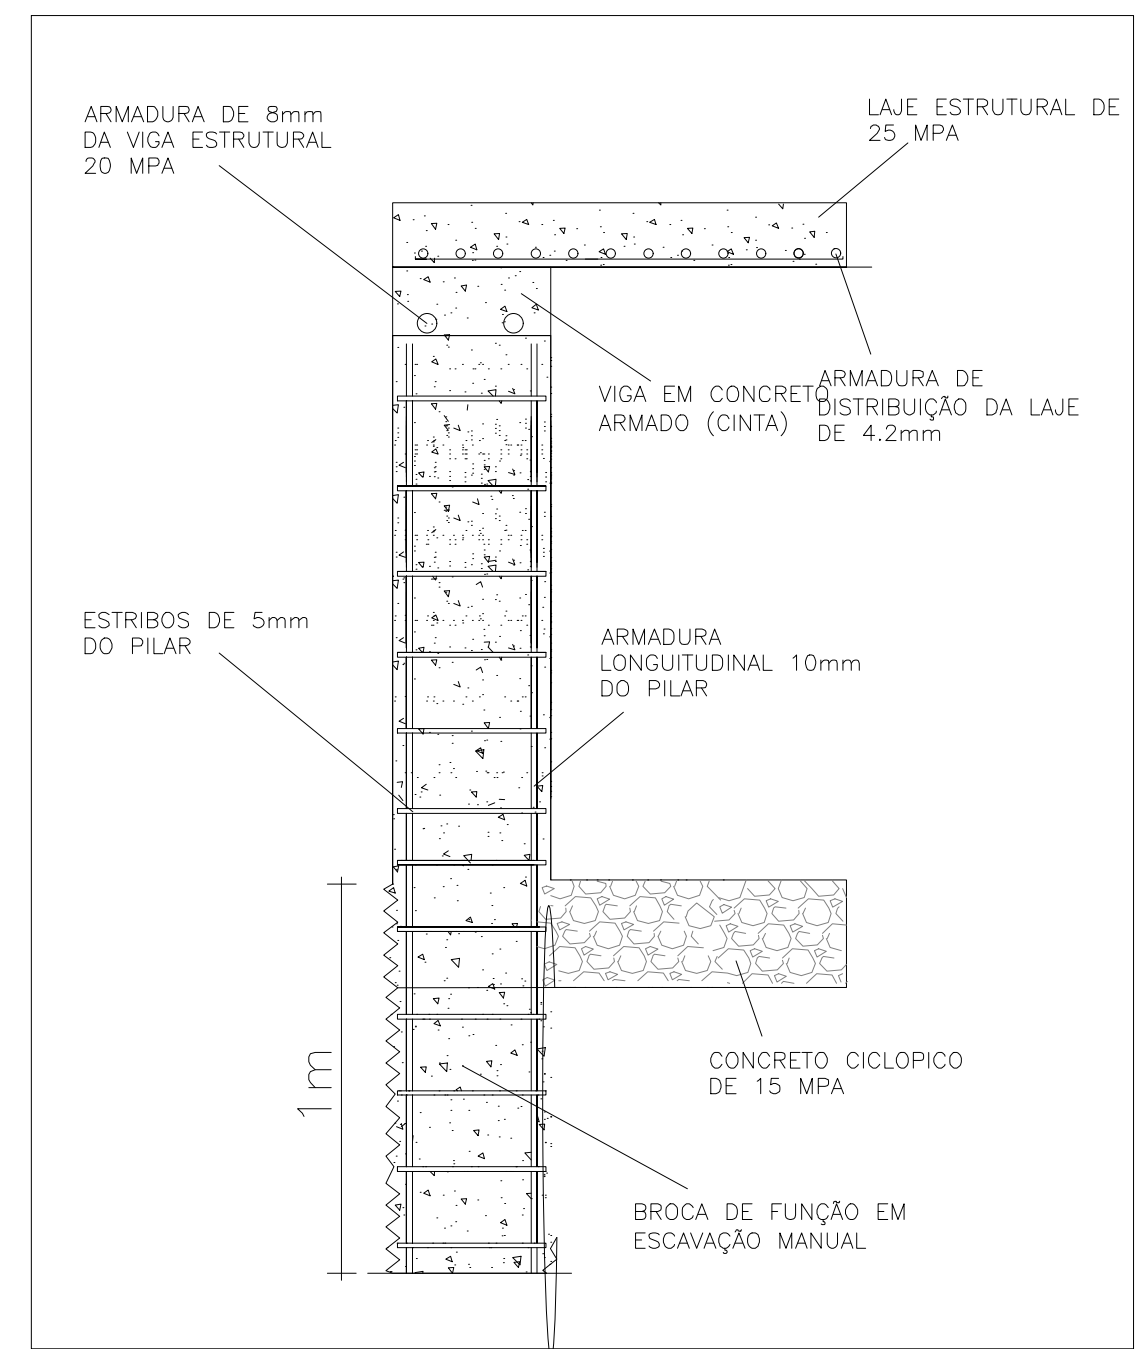 ARMADURA DE 8mm
DA VIGA ESTRUTURAL
20 MPA
LAJE ESTRUTURAL DE
25 MPA
VIGA EM CONCRETO
ARMADO (CINTA)
ARMADURA DE
DISTRIBUIÇÃO DA LAJE
DE 4.2mm
ESTRIBOS DE 5mm
DO PILAR
ARMADURA
LONGUITUDINAL 10mm
DO PILAR
1m
CONCRETO CICLOPICO
DE 15 MPA
BROCA DE FUNÇÃO EM
ESCAVAÇÃO MANUAL